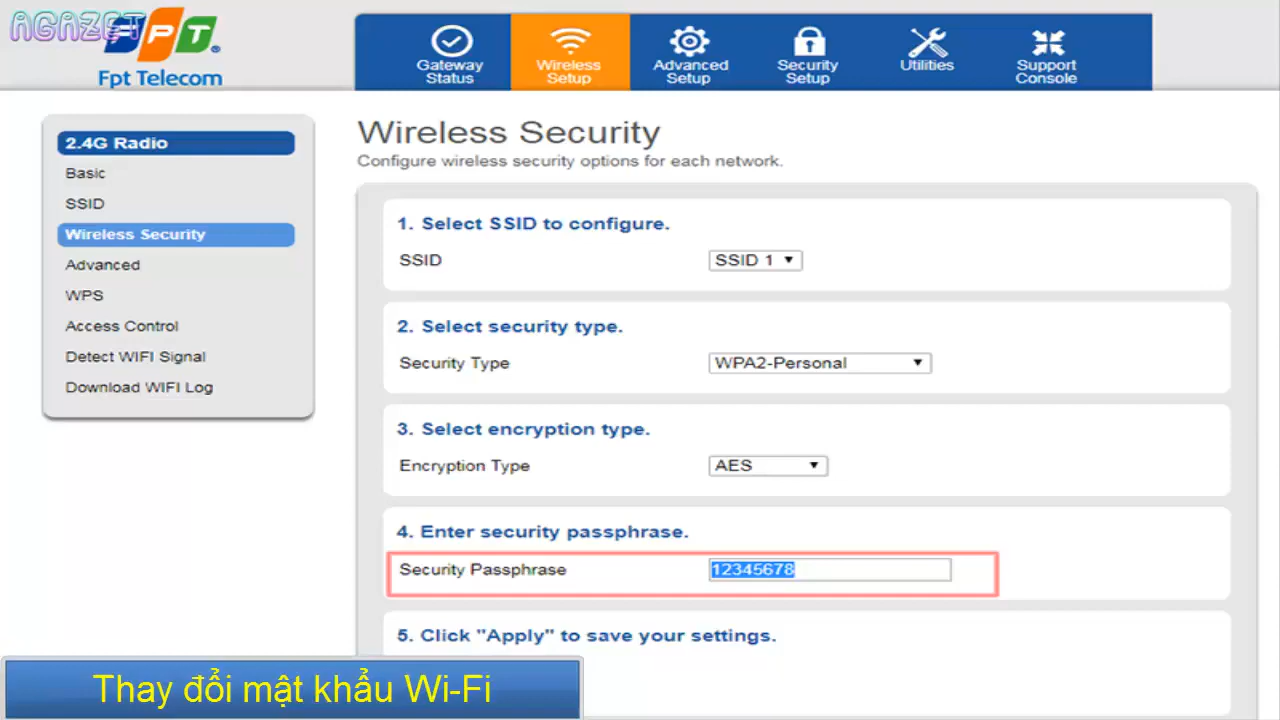 AGAZET
FPT
Fpt Telecom
Gateway
Status
Wireless
Setup
Advanced
Setup
Security
Setup
Utilities
Support
Console
2.4G Radio
Basic
SSID
Wireless Security
Advanced
WPS
Access Control
Detect WIFI Signal
Download WIFI Log
Wireless Security
Configure wireless security options for each network.
1. Select SSID to configure.
SSID SSID 1
2. Select security type.
Security Type WPA2-Personal
3. Select encryption type.
Encryption Type AES
4. Enter security passphrase.
Security Passphrase 12345678
5. Click "Apply" to save your settings.
Thay đổi mật khẩu Wi-Fi